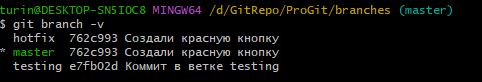 turin@DESKTOP-SN5IOC8 MINGW64 /d/GitRepo/ProGit/branches (master)
$ git branch -v
  hotfix  762c993 Создали красную кнопку
* master  762c993 Создали красную кнопку
  testing e7fb02d Коммит в ветке testing